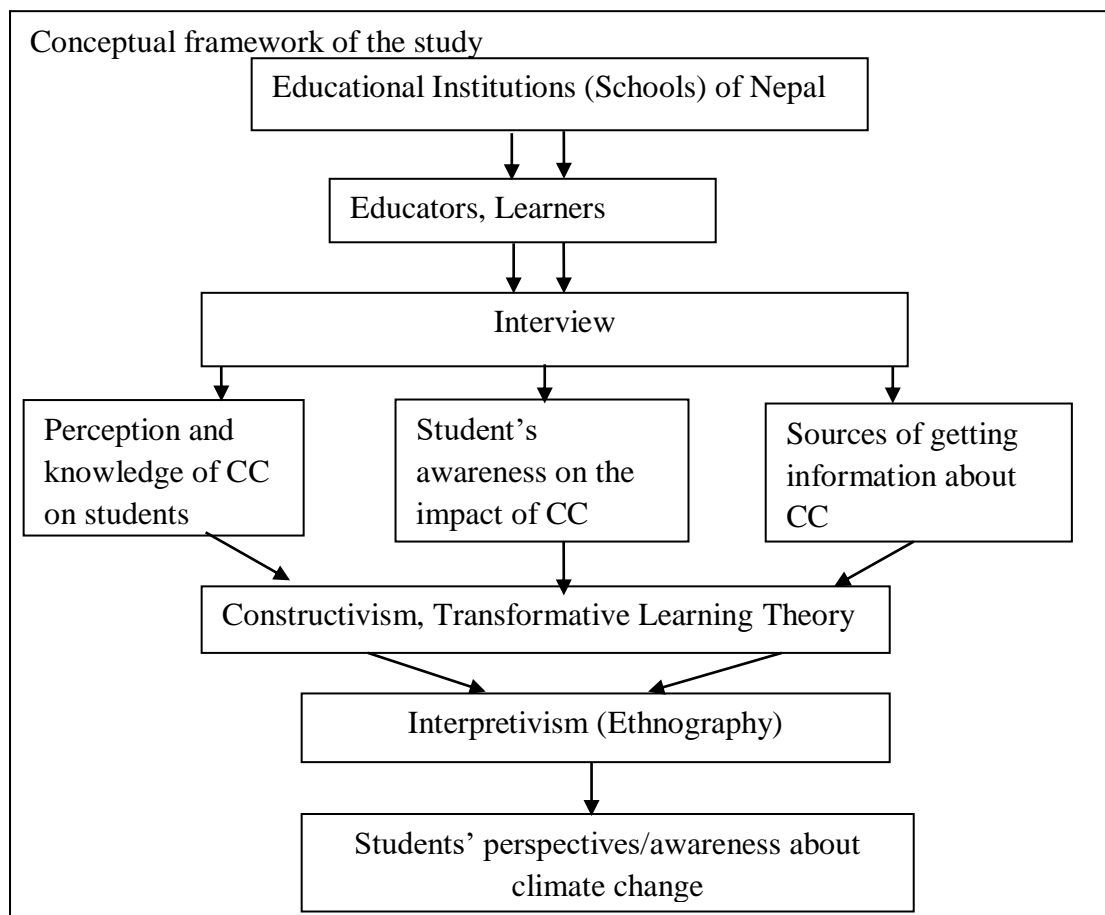 Conceptual framework of the study
Educational Institutions (Schools) of Nepal
Educators, Learners
Interview
Perception and
knowledge of CC
on students
Student’s
awareness on the
impact of CC
Sources of getting
information about
CC
Constructivism, Transformative Learning Theory
Interpretivism (Ethnography)
Students’ perspectives/awareness about
climate change